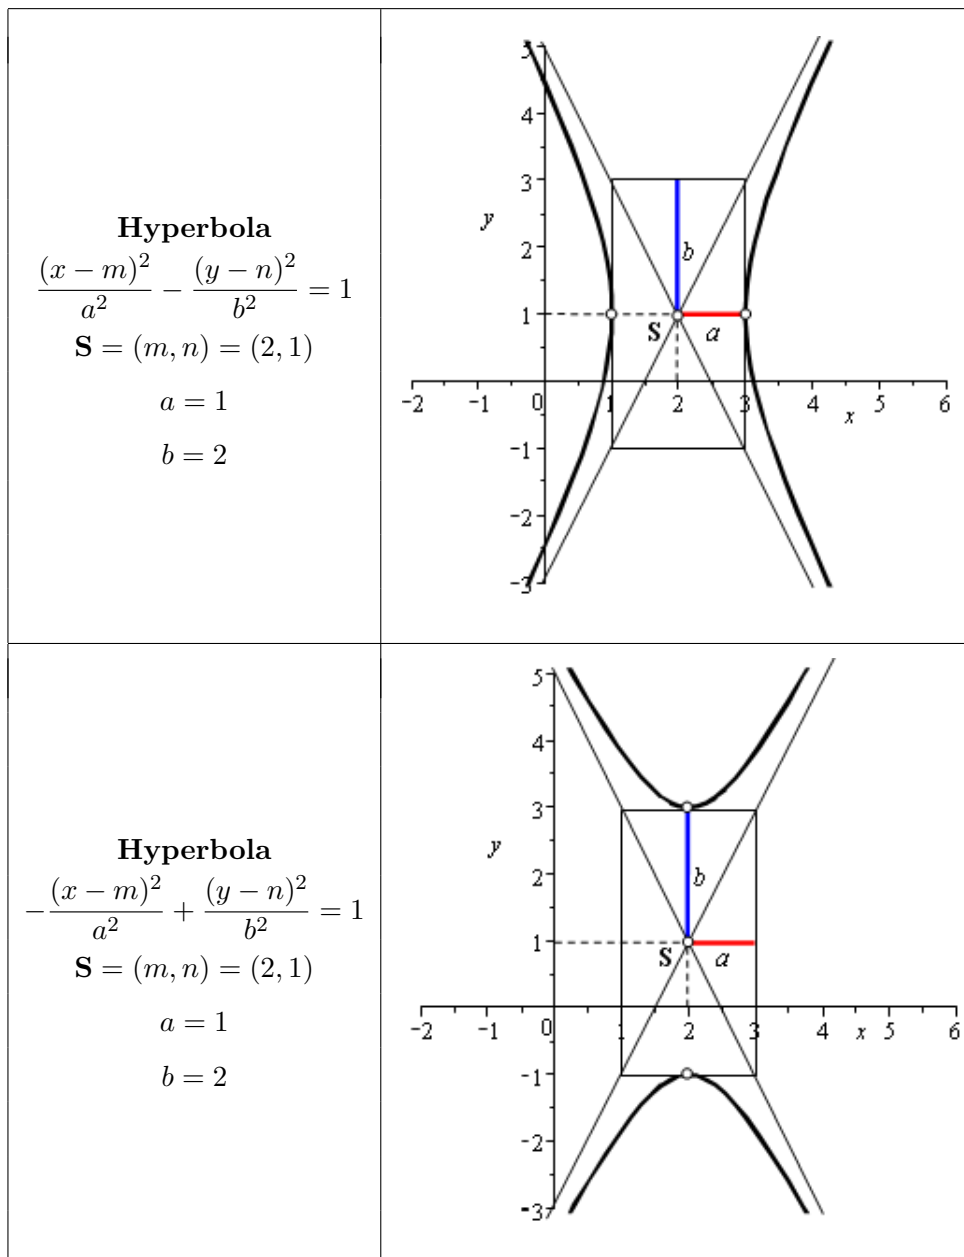 Hyperbola
(x − m)²/a² − (y − n)²/b² = 1
S = (m, n) = (2, 1)
a = 1
b = 2
5
4
3
y
2
b
1
S
a
-2 -1 0 1 2 3 4 5 6
x
-1
-2
-3
Hyperbola
−(x − m)²/a² + (y − n)²/b² = 1
S = (m, n) = (2, 1)
a = 1
b = 2
5
4
3
y
2
b
1
S
a
-2 -1 0 1 2 3 4 x 5 6
-1
-2
-3